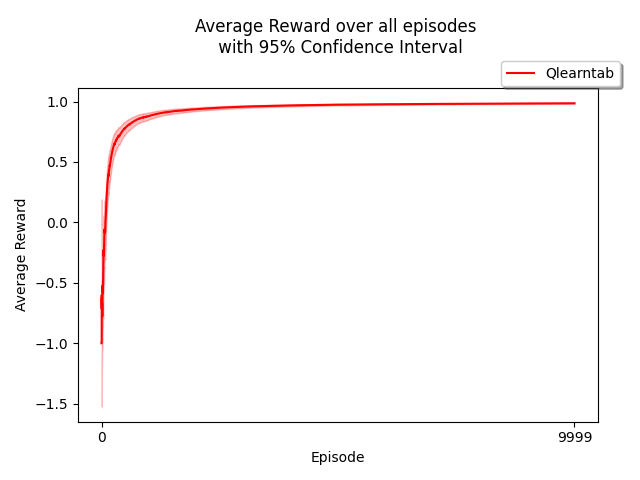 Average Reward over all episodes
with 95% Confidence Interval
Qlearntab
1.0
0.5
0.0
−0.5
−1.0
−1.5
Average Reward
0 9999
Episode